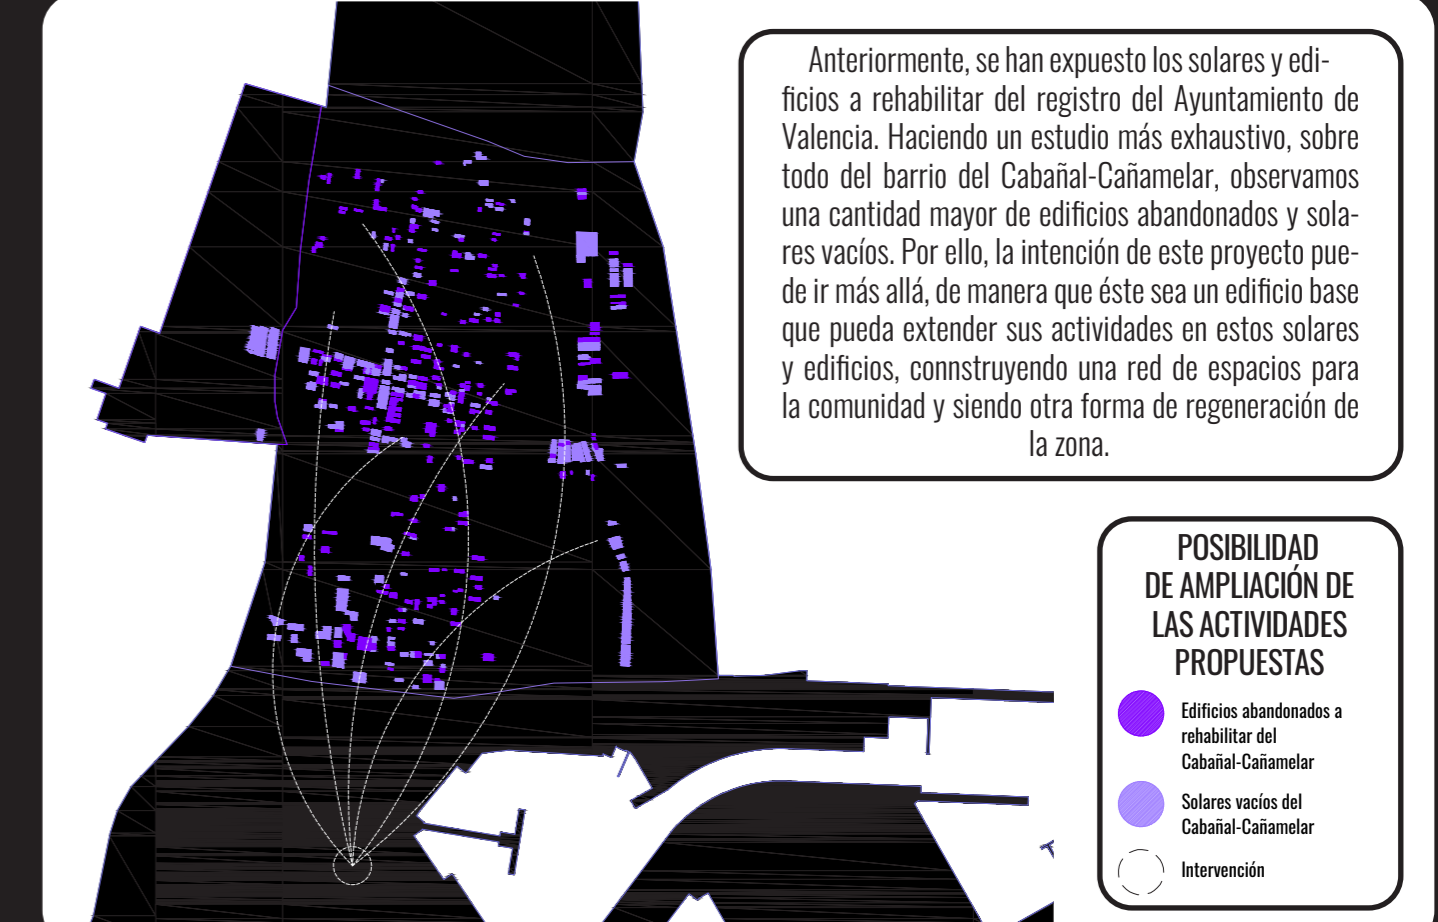 Anteriormente, se han expuesto los solares y edi-
ficios a rehabilitar del registro del Ayuntamiento de
Valencia. Haciendo un estudio más exhaustivo, sobre
todo del barrio del Cabañal-Cañamelar, observamos
una cantidad mayor de edificios abandonados y sola-
res vacíos. Por ello, la intención de este proyecto pue-
de ir más allá, de manera que éste sea un edificio base
que pueda extender sus actividades en estos solares
y edificios, connstruyendo una red de espacios para
la comunidad y siendo otra forma de regeneración de
la zona.
POSIBILIDAD
DE AMPLIACIÓN DE
LAS ACTIVIDADES
PROPUESTAS
Edificios abandonados a
rehabilitar del
Cabañal-Cañamelar
Solares vacíos del
Cabañal-Cañamelar
Intervención